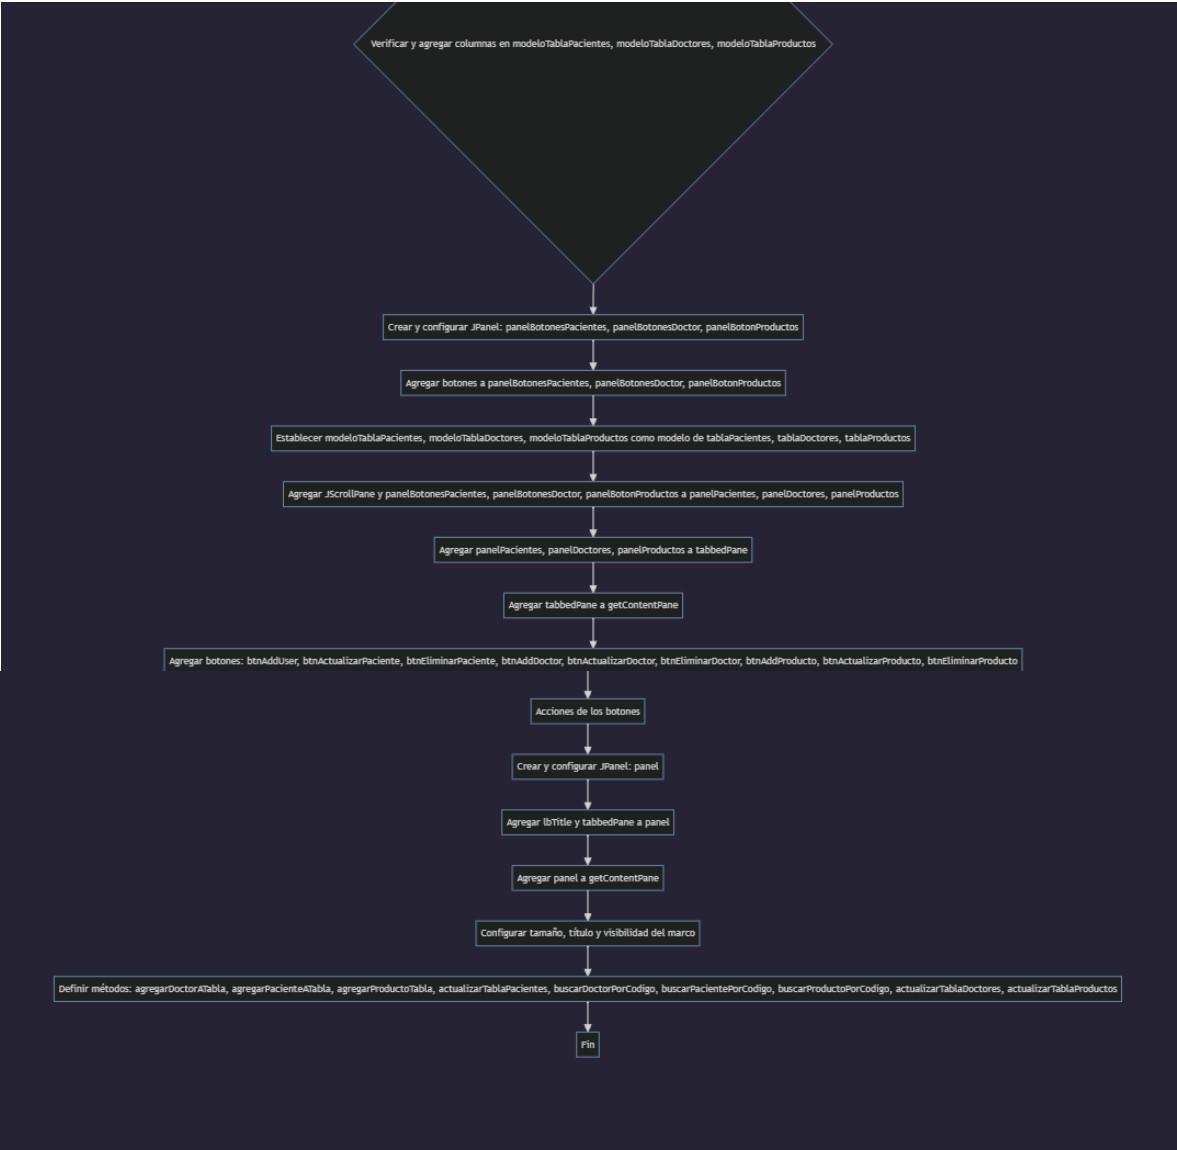 Verificar y agregar columnas en modeloTablaPacientes, modeloTablaDoctores, modeloTablaProductos
Crear y configurar JPanel: panelBotonesPacientes, panelBotonesDoctor, panelBotonProductos
Agregar botones a panelBotonesPacientes, panelBotonesDoctor, panelBotonProductos
Establecer modeloTablaPacientes, modeloTablaDoctores, modeloTablaProductos como modelo de tablaPacientes, tablaDoctores, tablaProductos
Agregar JScrollPane y panelBotonesPacientes, panelBotonesDoctor, panelBotonProductos a panelPacientes, panelDoctores, panelProductos
Agregar panelPacientes, panelDoctores, panelProductos a tabbedPane
Agregar tabbedPane a getContentPane
Agregar botones: btnAddUser, btnActualizarPaciente, btnEliminarPaciente, btnAddDoctor, btnActualizarDoctor, btnEliminarDoctor, btnAddProducto, btnActualizarProducto, btnEliminarProducto
Acciones de los botones
Crear y configurar JPanel: panel
Agregar lbTitle y tabbedPane a panel
Agregar panel a getContentPane
Configurar tamaño, título y visibilidad del marco
Definir métodos: agregarDoctorATabla, agregarPacienteATabla, agregarProductoTabla, actualizarTablaPacientes, buscarDoctorPorCodigo, buscarPacientePorCodigo, buscarProductoPorCodigo, actualizarTablaDoctores, actualizarTablaProductos
Fin